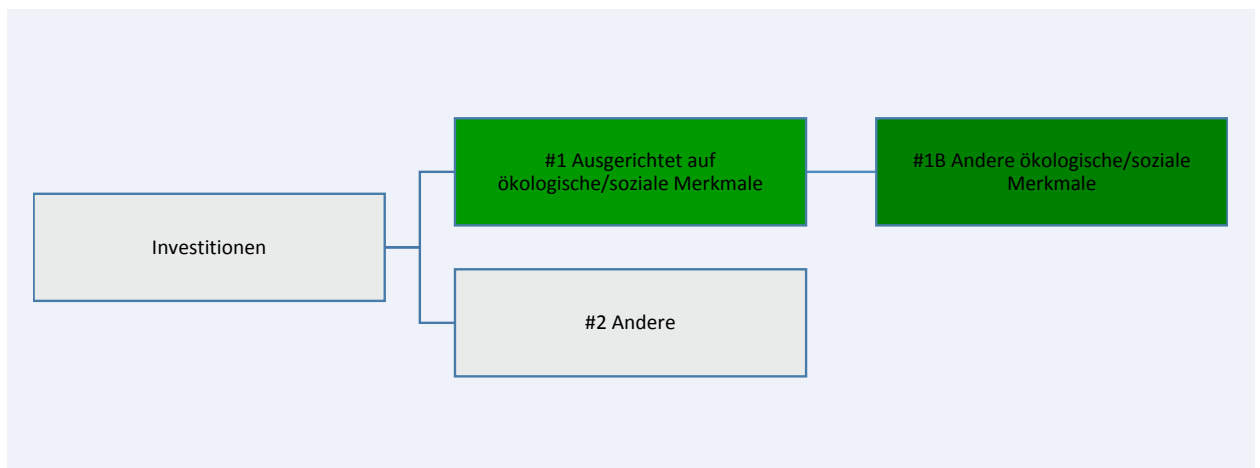 #1 Ausgerichtet auf
ökologische/soziale Merkmale
#1B Andere ökologische/soziale
Merkmale
Investitionen
#2 Andere